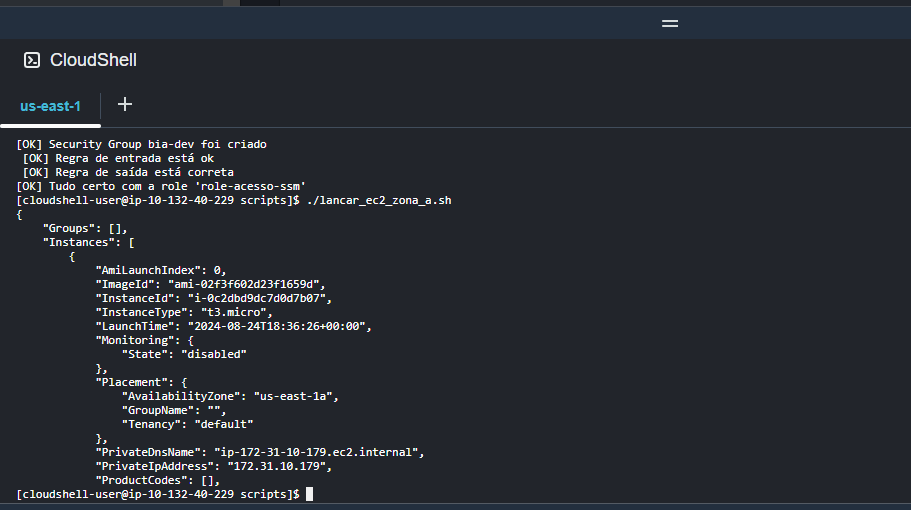 CloudShell
us-east-1
[OK] Security Group bia-dev foi criado
 [OK] Regra de entrada está ok
 [OK] Regra de saída está correta
[OK] Tudo certo com a role 'role-acesso-ssm'
[cloudshell-user@ip-10-132-40-229 scripts]$ ./lancar_ec2_zona_a.sh
{
    "Groups": [],
    "Instances": [
        {
            "AmiLaunchIndex": 0,
            "ImageId": "ami-02f3f602d23f1659d",
            "InstanceId": "i-0c2dbd9dc7d0d7b07",
            "InstanceType": "t3.micro",
            "LaunchTime": "2024-08-24T18:36:26+00:00",
            "Monitoring": {
                "State": "disabled"
            },
            "Placement": {
                "AvailabilityZone": "us-east-1a",
                "GroupName": "",
                "Tenancy": "default"
            },
            "PrivateDnsName": "ip-172-31-10-179.ec2.internal",
            "PrivateIpAddress": "172.31.10.179",
            "ProductCodes": [],
[cloudshell-user@ip-10-132-40-229 scripts]$